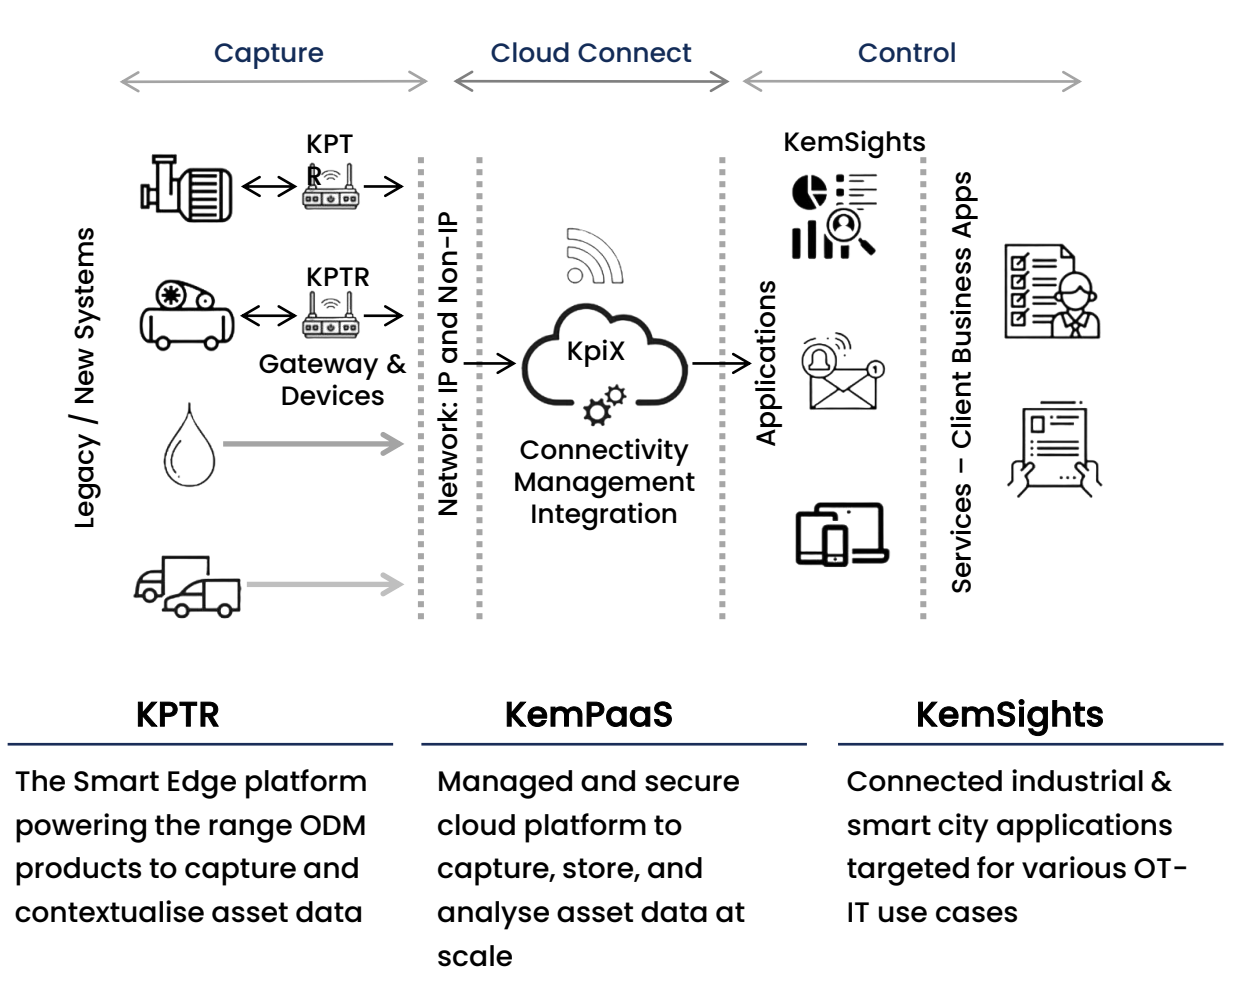 Capture
Cloud Connect
Control
KPT
R
KemSights
KPTR
Gateway &
Devices
Legacy / New Systems
Network: IP and Non-IP
KpiX
Connectivity
Management
Integration
Applications
1
Services – Client Business Apps
KPTR
The Smart Edge platform
powering the range ODM
products to capture and
contextualise asset data
KemPaaS
Managed and secure
cloud platform to
capture, store, and
analyse asset data at
scale
KemSights
Connected industrial &
smart city applications
targeted for various OT-
IT use cases